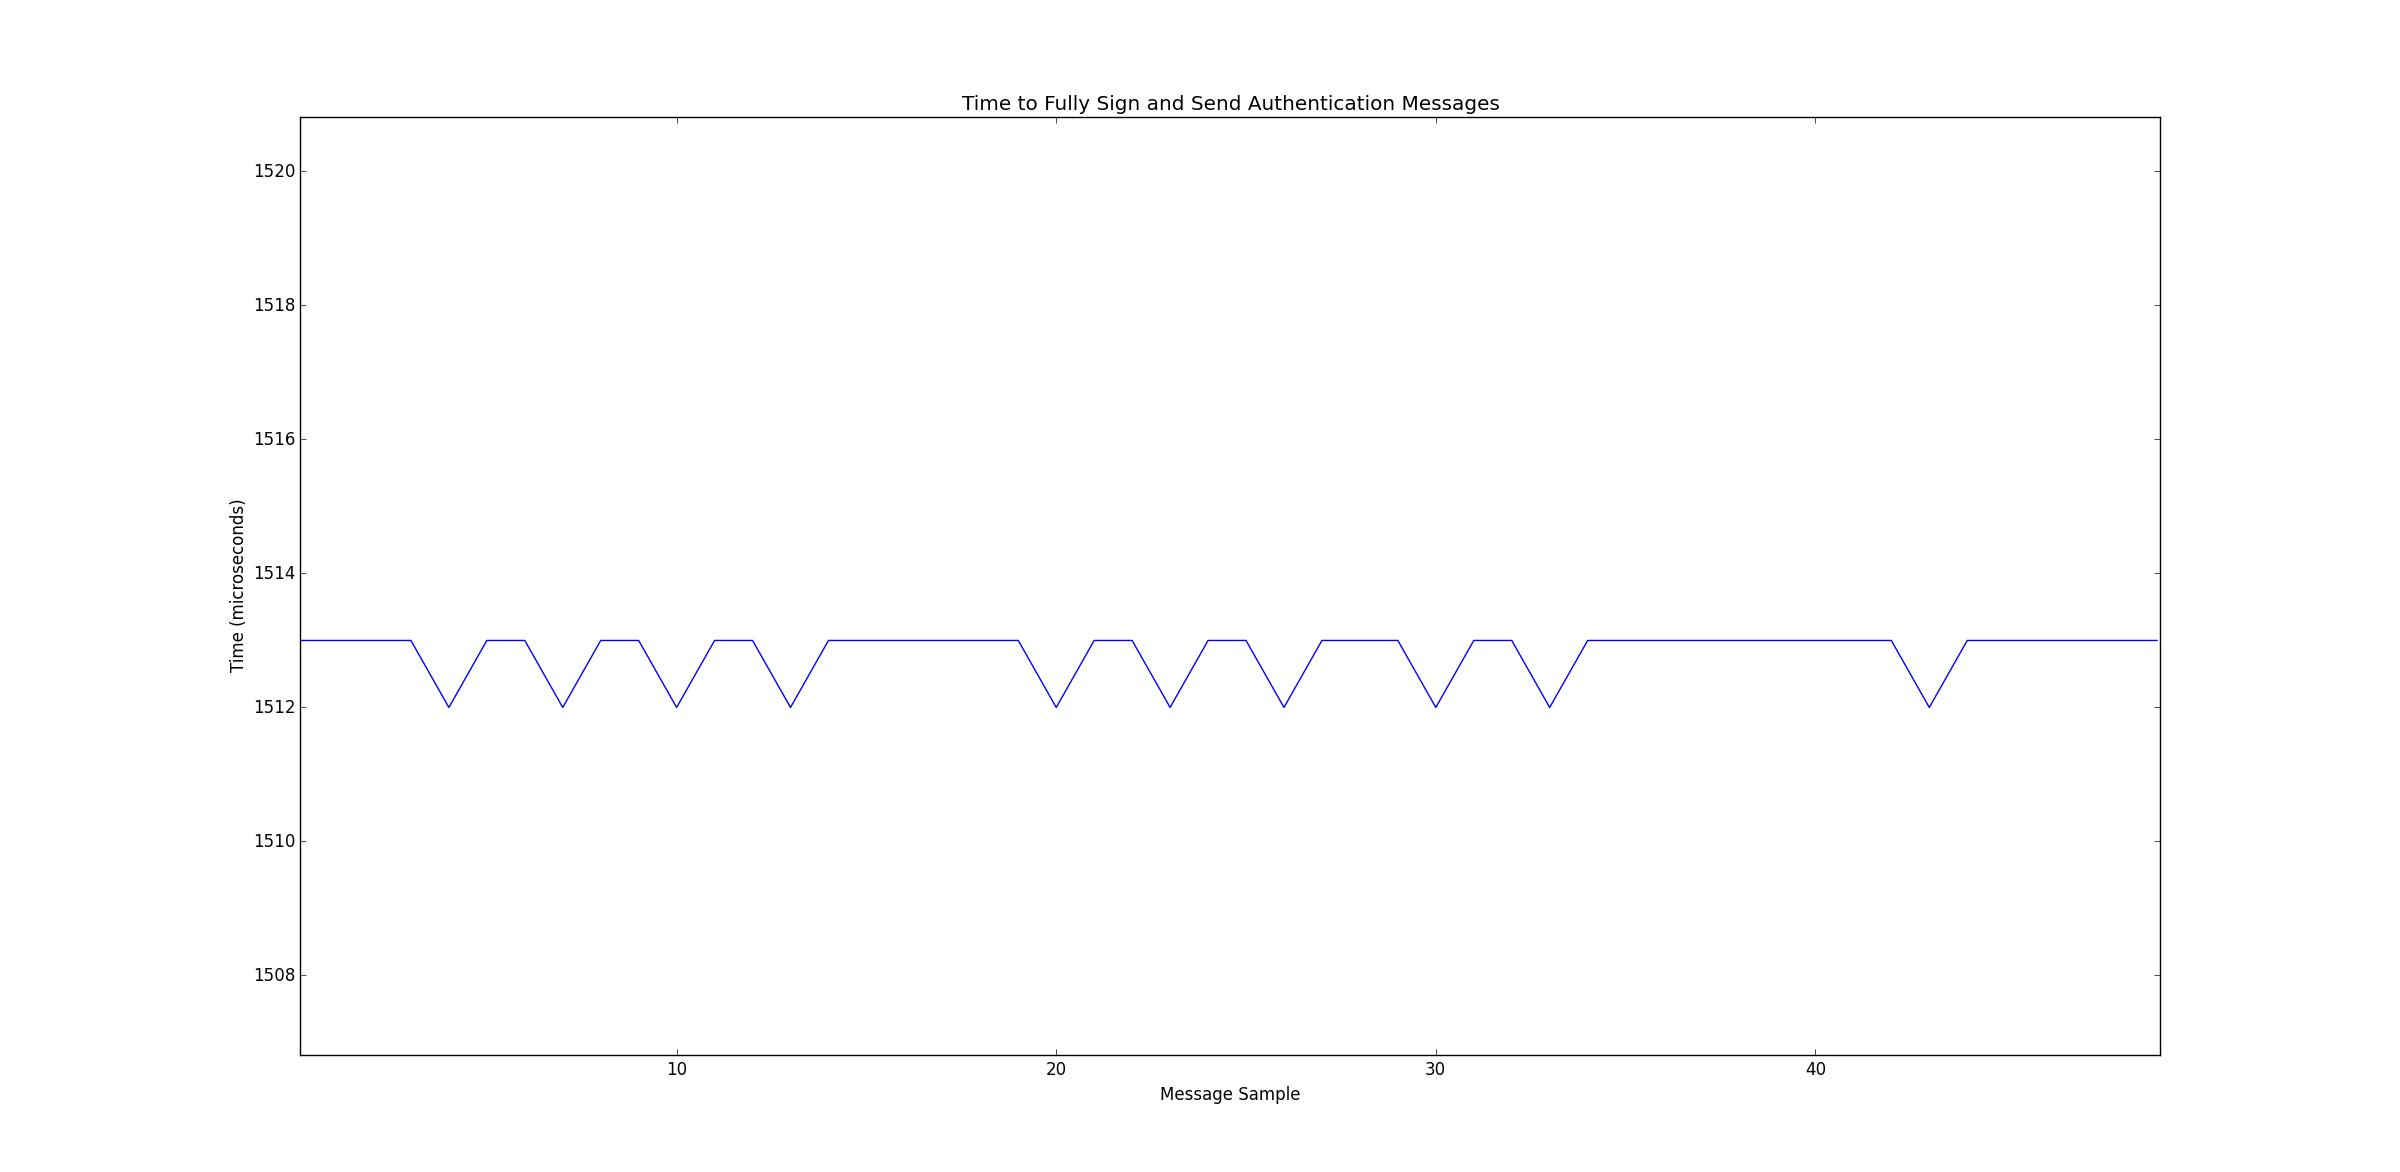 Time to Fully Sign and Send Authentication Messages
1520
1518
1516
1514
1512
1510
1508
Time (microseconds)
10 20 30 40
Message Sample